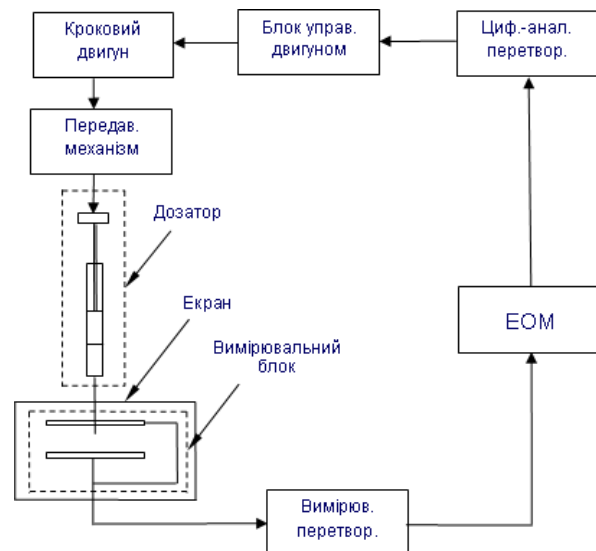 Кроковий
двигун
Блок управ.
двигуном
Циф.-анал.
перетвор.
Передав.
механізм
Дозатор
Екран
Вимірювальний
блок
ЕОМ
Вимірюв.
перетвор.